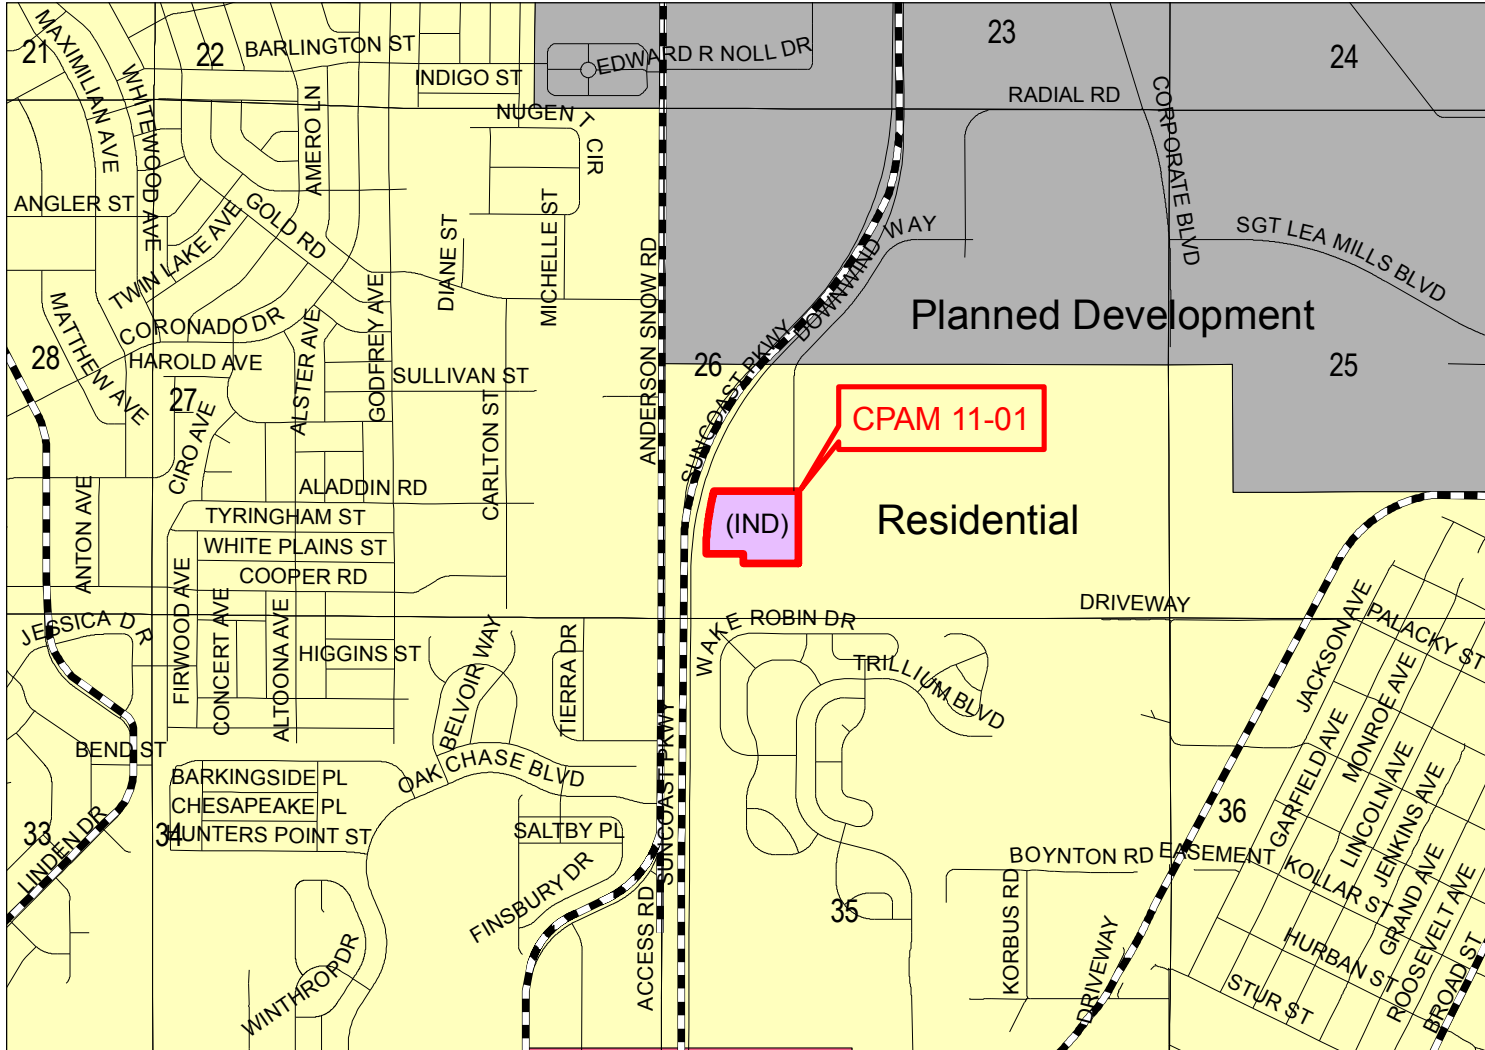 21
22
23
24
MAXIMILIAN AVE
WHITEWOOD AVE
BARLINGTON ST
INDIGO ST
EDWARD R NOLL DR
RADIAL RD
CORPORATE BLVD
AMERO LN
NUGENT CIR
ANGLER ST
TWIN LAKE AVE
GOLD RD
DIANE ST
MICHELLE ST
ANDERSON SNOW RD
DOWNWIND WAY
SGT LEA MILLS BLVD
Planned Development
MATTHEW AVE
CORONADO DR
HAROLD AVE
ALSTER AVE
GODFREY AVE
SULLIVAN ST
SUNCOAST PKWY
28
27
26
25
CPAM 11-01
CIRO AVE
CARLTON ST
ALADDIN RD
ANTON AVE
TYRINGHAM ST
WHITE PLAINS ST
COOPER RD
(IND)
Residential
JESSICA DR
FIRWOOD AVE
CONCERT AVE
ALTOONA AVE
HIGGINS ST
BELVOIR WAY
TIERRA DR
WAKE ROBIN DR
TRILLIUM BLVD
DRIVEWAY
JACKSON AVE
PALACKY ST
BEND ST
BARKINGSIDE PL
CHESAPEAKE PL
HUNTERS POINT ST
OAK CHASE BLVD
SUNCOAST PKWY
GARFIELD AVE
MONROE AVE
LINCOLN AVE
JENKINS AVE
33
34
36
LINDEN DR
SALTBY PL
FINSBURY DR
ACCESS RD
35
BOYNTON RD
EASEMENT
KOLLAR ST
GRAND AVE
ROOSEVELT AVE
WINTHROP DR
KORBUS RD
DRIVEWAY
HURBAN ST
STUR ST
BROAD ST